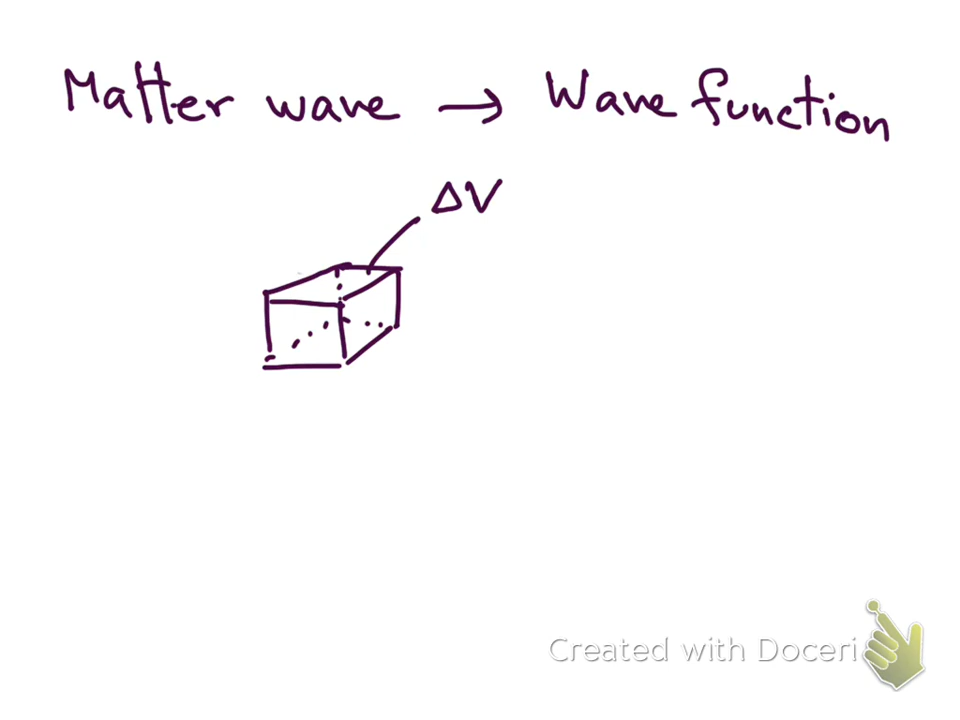 Matter wave → Wave function
ΔV
Created with Doceri